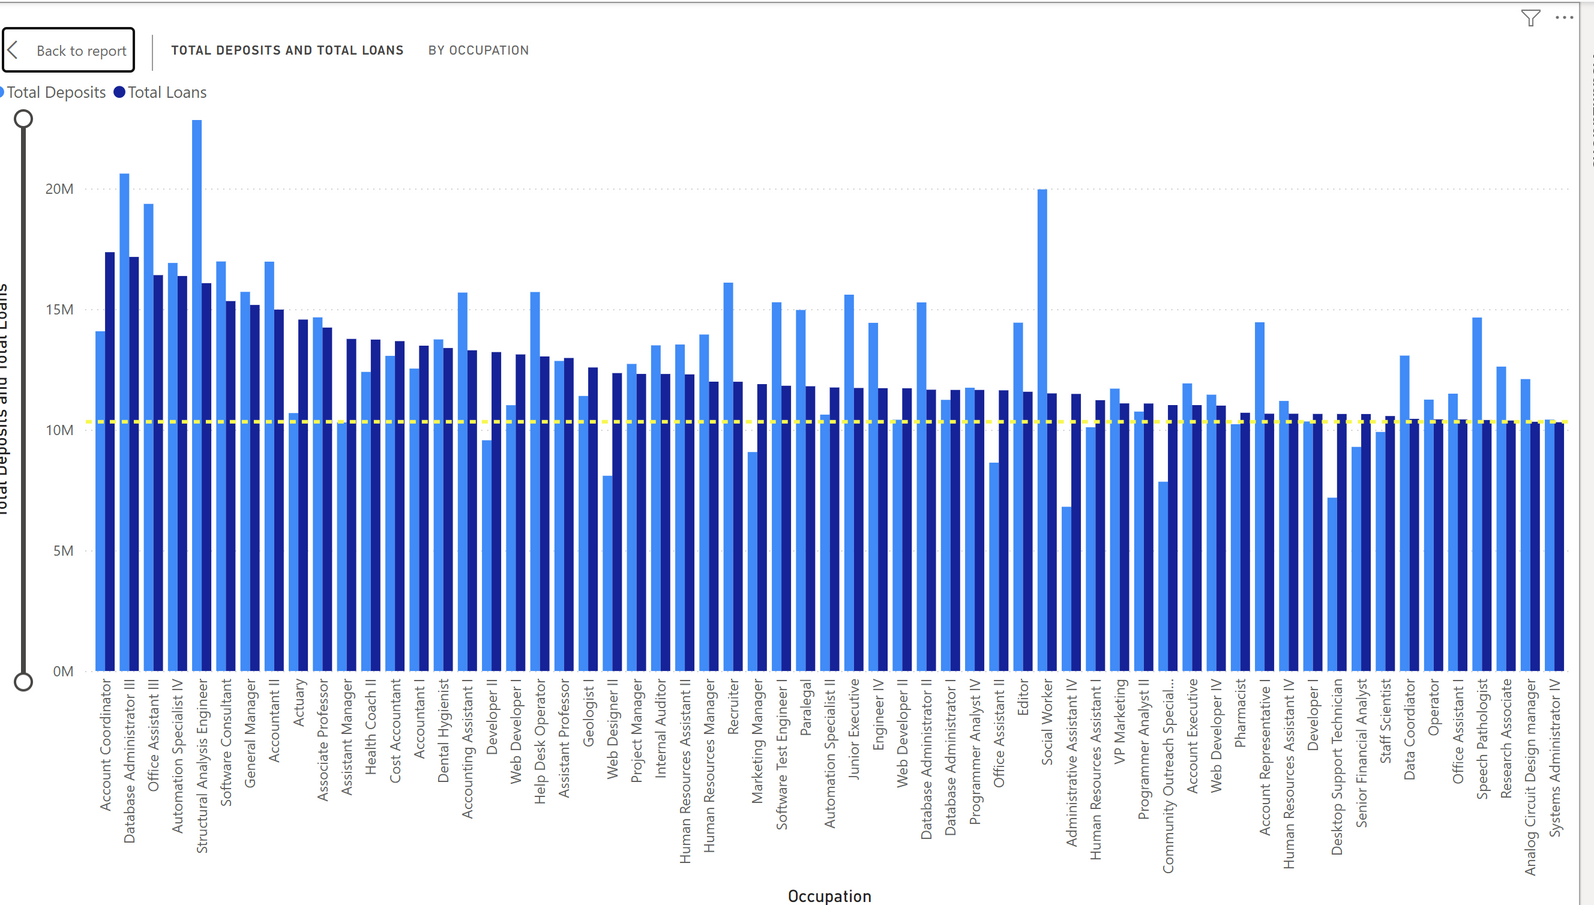 Back to report
TOTAL DEPOSITS AND TOTAL LOANS BY OCCUPATION
Total Deposits Total Loans
20M
15M
10M
5M
0M
Account Coordinator
Database Administrator III
Office Assistant III
Automation Specialist IV
Structural Analysis Engineer
Software Consultant
General Manager
Accountant II
Actuary
Associate Professor
Assistant Manager
Health Coach II
Cost Accountant
Accountant I
Dental Hygienist
Accounting Assistant I
Developer II
Web Developer I
Help Desk Operator
Assistant Professor
Geologist I
Web Designer II
Project Manager
Internal Auditor
Human Resources Assistant II
Human Resources Manager
Recruiter
Marketing Manager
Software Test Engineer I
Paralegal
Automation Specialist II
Junior Executive
Engineer IV
Web Developer II
Database Administrator II
Database Administrator I
Programmer Analyst IV
Office Assistant II
Editor
Social Worker
Administrative Assistant IV
Human Resources Assistant I
VP Marketing
Programmer Analyst II
Community Outreach Special...
Account Executive
Web Developer IV
Pharmacist
Account Representative I
Human Resources Assistant IV
Developer I
Desktop Support Technician
Senior Financial Analyst
Staff Scientist
Data Coordiator
Operator
Office Assistant I
Speech Pathologist
Research Associate
Analog Circuit Design manager
Systems Administrator IV
Total Deposits and Total Loans
Occupation